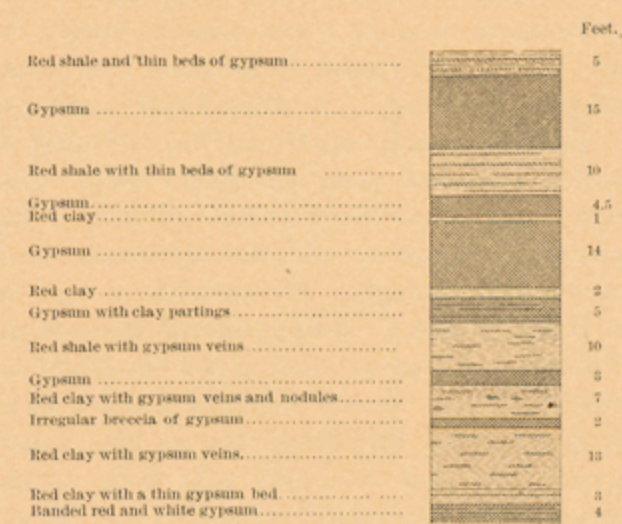 Feet.
Red shale and thin beds of gypsum 5
Gypsum 15
Red shale with thin beds of gypsum 10
Gypsum 4.5
Red clay 1
Gypsum 14
Red clay 2
Gypsum with clay partings 5
Red shale with gypsum veins 10
Gypsum 3
Red clay with gypsum veins and nodules 7
Irregular breccia of gypsum 2
Red clay with gypsum veins. 13
Red clay with a thin gypsum bed 3
Banded red and white gypsum 4